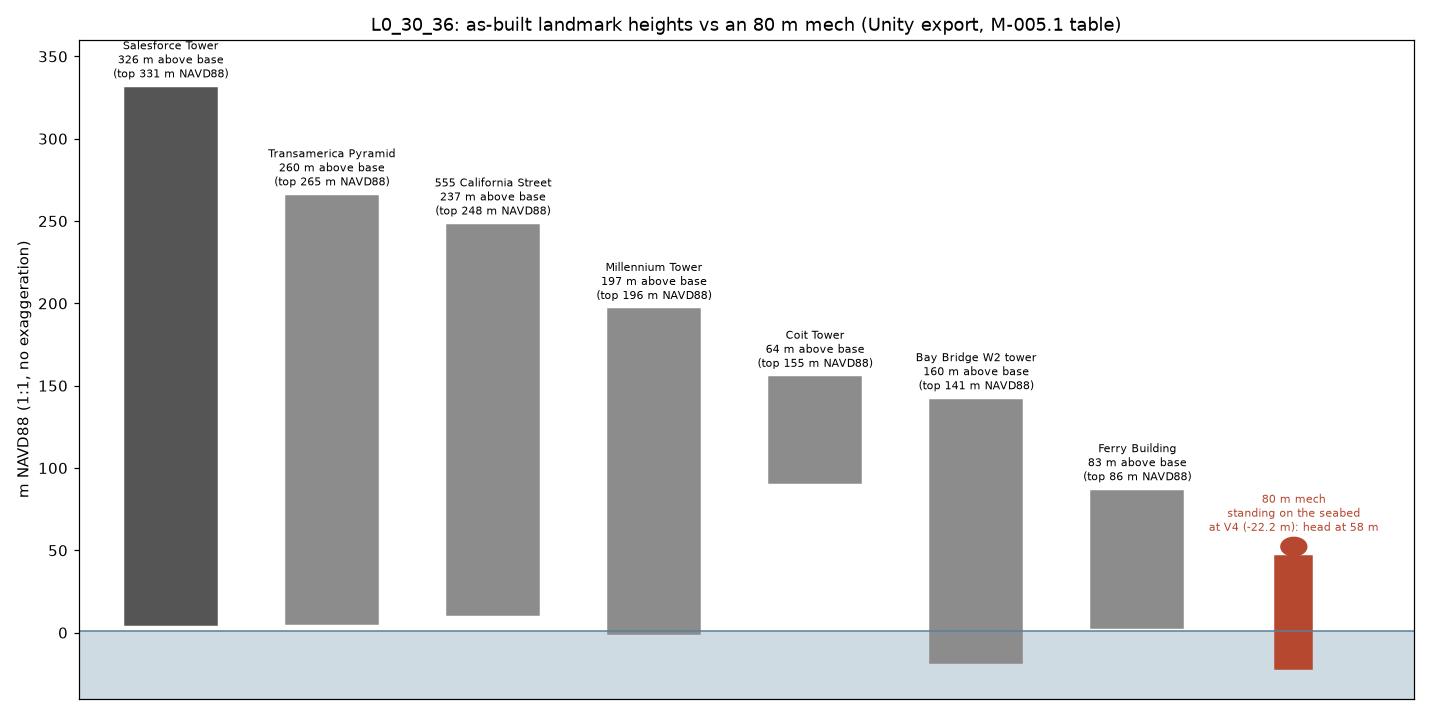 L0_30_36: as-built landmark heights vs an 80 m mech (Unity export, M-005.1 table)
m NAVD88 (1:1, no exaggeration)
350
300
250
200
150
100
50
0
Salesforce Tower
326 m above base
(top 331 m NAVD88)
Transamerica Pyramid
260 m above base
(top 265 m NAVD88)
555 California Street
237 m above base
(top 248 m NAVD88)
Millennium Tower
197 m above base
(top 196 m NAVD88)
Coit Tower
64 m above base
(top 155 m NAVD88)
Bay Bridge W2 tower
160 m above base
(top 141 m NAVD88)
Ferry Building
83 m above base
(top 86 m NAVD88)
80 m mech
standing on the seabed
at V4 (-22.2 m): head at 58 m